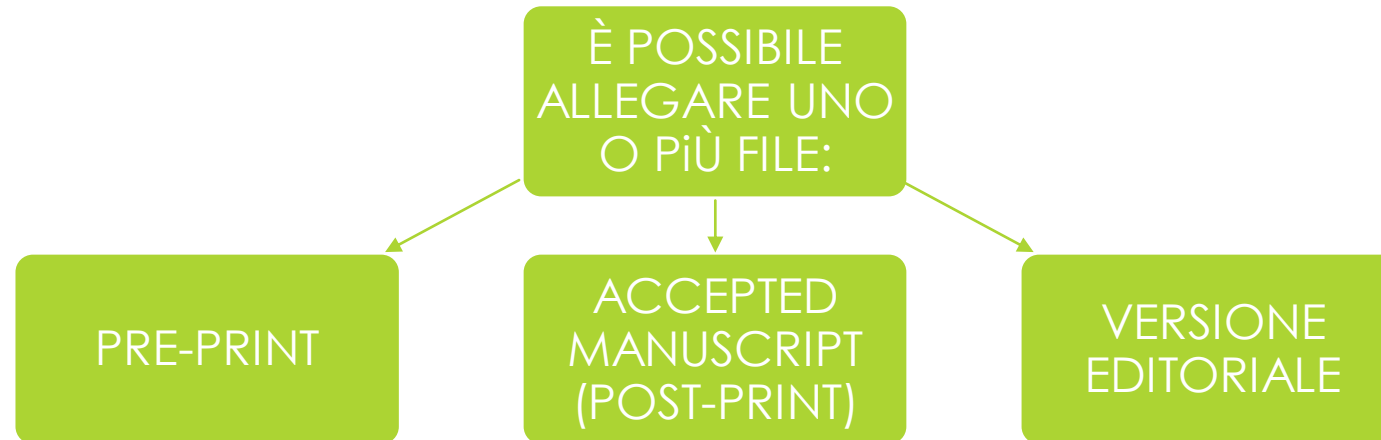 È POSSIBILE
ALLEGARE UNO
O PiÙ FILE:
PRE-PRINT
ACCEPTED
MANUSCRIPT
(POST-PRINT)
VERSIONE
EDITORIALE